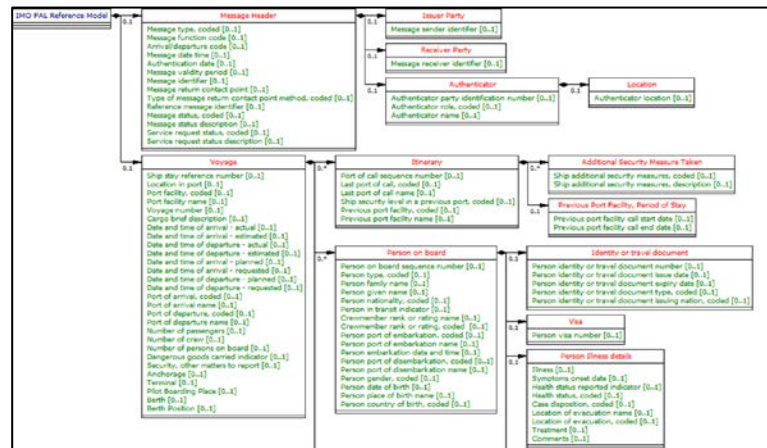 IMO FAL Reference Model
0..1
Message Header
Message type, coded [0..1]
Message function code [0..1]
Arrival/departure code [0..1]
Message date time [0..1]
Authentication date [0..1]
Message validity period [0..1]
Message identifier [0..1]
Message return contact point [0..1]
Type of message return contact point method, coded [0..1]
Reference message identifier [0..1]
Message status, coded [0..1]
Message status description [0..1]
Service request status, coded [0..1]
Service request status description [0..1]
0..1
Issuer Party
Message sender identifier [0..1]
0..1
Receiver Party
Message receiver identifier [0..1]
0..1
Authenticator
Authenticator party identification number [0..1]
Authenticator role, coded [0..1]
Authenticator name [0..1]
0..1
Location
Authenticator location [0..1]
0..1
Voyage
Ship stay reference number [0..1]
Location in port [0..1]
Port facility, coded [0..1]
Port facility name [0..1]
Voyage number [0..1]
Cargo brief description [0..1]
Date and time of arrival - actual [0..1]
Date and time of arrival - estimated [0..1]
Date and time of departure - actual [0..1]
Date and time of departure - estimated [0..1]
Date and time of arrival - planned [0..1]
Date and time of arrival - requested [0..1]
Date and time of departure - planned [0..1]
Date and time of departure - requested [0..1]
Port of arrival, coded [0..1]
Port of arrival name [0..1]
Port of departure, coded [0..1]
Port of departure name [0..1]
Number of passengers [0..1]
Number of crew [0..1]
Number of persons on board [0..1]
Dangerous goods carried indicator [0..1]
Security, other matters to report [0..1]
Anchorage [0..1]
Terminal [0..1]
Pilot Boarding Place [0..1]
Berth [0..1]
Berth Position [0..1]
0..*
Itinerary
Port of call sequence number [0..1]
Last port of call, coded [0..1]
Last port of call name [0..1]
Ship security level in a previous port, coded [0..1]
Previous port facility, coded [0..1]
Previous port facility name [0..1]
0..*
Additional Security Measure Taken
Ship additional security measures, coded [0..1]
Ship additional security measures, description [0..1]
0..1
Previous Port Facility, Period of Stay
Previous port facility call start date [0..1]
Previous port facility call end date [0..1]
0..*
Person on board
Person on board sequence number [0..1]
Person type, coded [0..1]
Person family name [0..1]
Person given name [0..1]
Person nationality, coded [0..1]
Person in transit indicator [0..1]
Crewmember rank or rating name [0..1]
Crewmember rank or rating, coded [0..1]
Person port of embarkation, coded [0..1]
Person port of embarkation name [0..1]
Person embarkation date and time [0..1]
Person port of disembarkation, coded [0..1]
Person port of disembarkation name [0..1]
Person gender, coded [0..1]
Person date of birth [0..1]
Person place of birth name [0..1]
Person country of birth, coded [0..1]
0..1
Identity or travel document
Person identity or travel document number [0..1]
Person identity or travel document issue date [0..1]
Person identity or travel document expiry date [0..1]
Person identity or travel document type, coded [0..1]
Person identity or travel document issuing nation, coded [0..1]
0..1
Visa
Person visa number [0..1]
0..1
Person Illness details
Illness [0..1]
Symptoms onset date [0..1]
Health status reported indicator [0..1]
Health status, coded [0..1]
Case disposition, coded [0..1]
Location of evacuation name [0..1]
Location of evacuation, coded [0..1]
Treatment [0..1]
Comments [0..1]